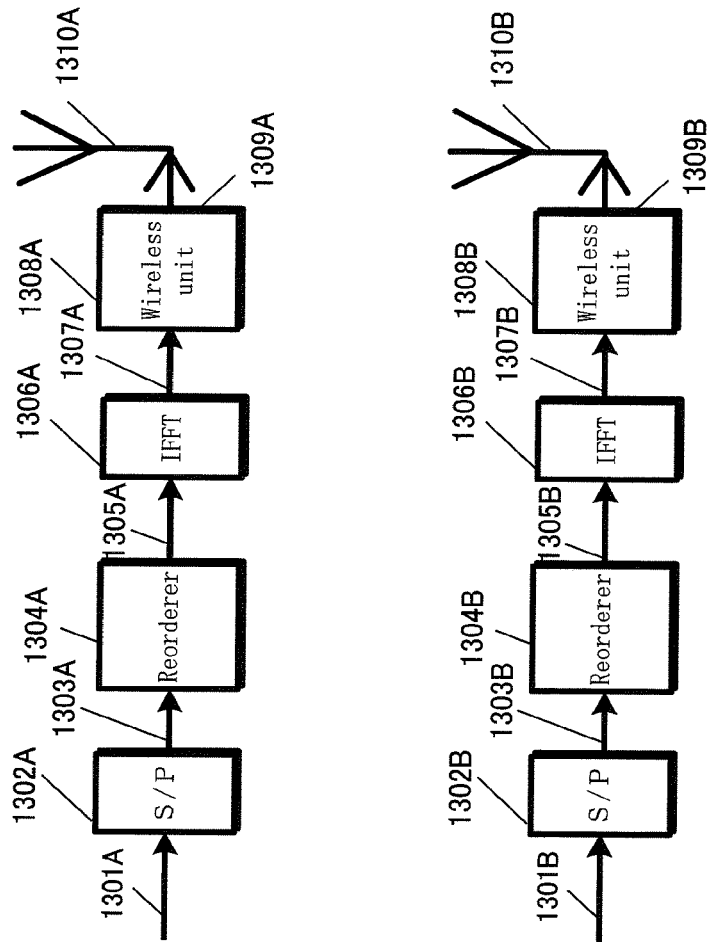 1301A
1302A
S/P
1303A
1304A
Reorderer
1305A
1306A
IFFT
1307A
1308A
Wireless
unit
1309A
1310A
1301B
1302B
S/P
1303B
1304B
Reorderer
1305B
1306B
IFFT
1307B
1308B
Wireless
unit
1309B
1310B